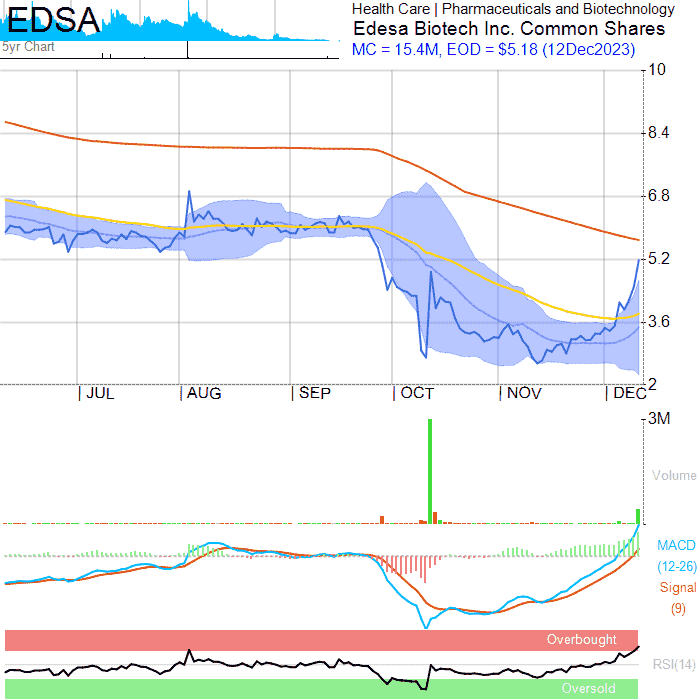 EDSA
5yr Chart
Health Care | Pharmaceuticals and Biotechnology
Edesa Biotech Inc. Common Shares
MC = 15.4M, EOD = $5.18 (12Dec2023)
10
8.4
6.8
5.2
3.6
2
JUL AUG SEP OCT NOV DEC
3M
Volume
MACD
(12-26)
Signal
(9)
Overbought
RSI(14)
Oversold